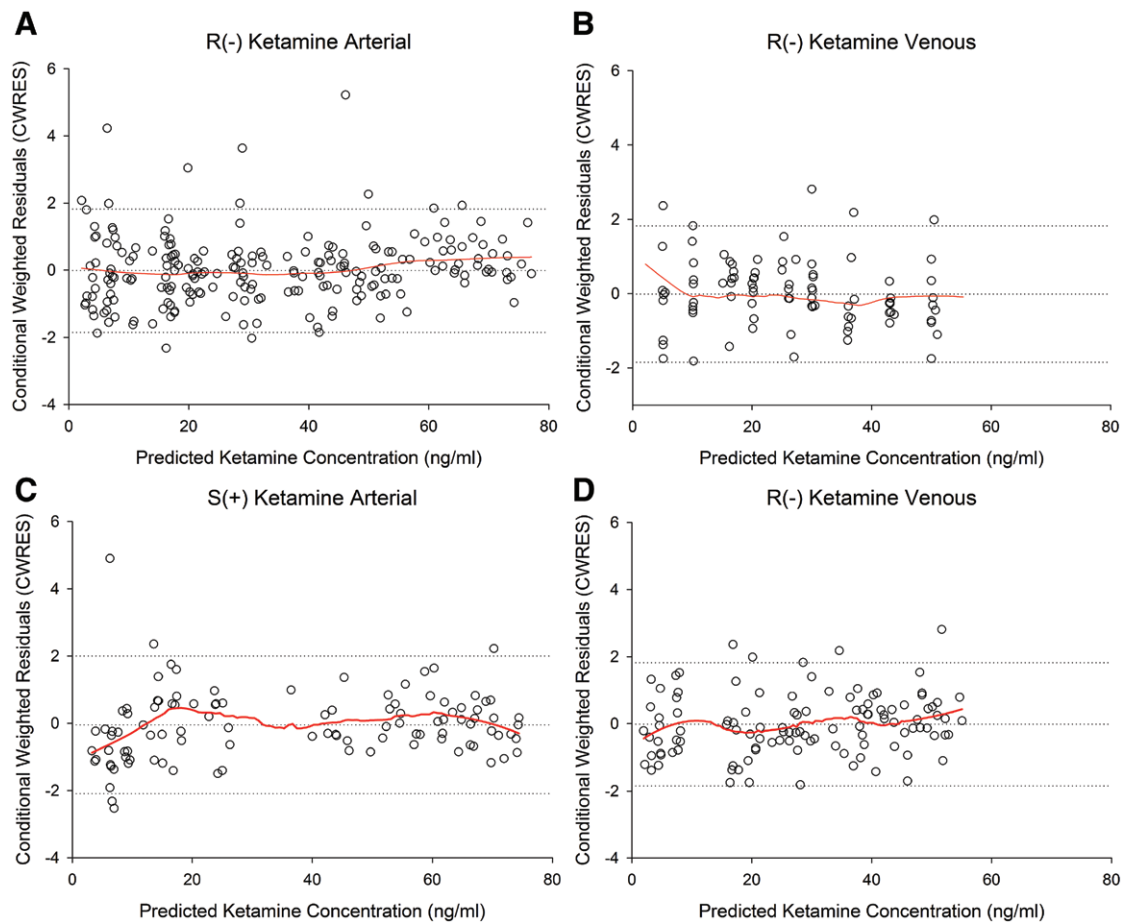 A
R(-) Ketamine Arterial
Conditional Weighted Residuals (CWRES)
6
4
2
0
-2
-4
0 20 40 60 80
Predicted Ketamine Concentration (ng/ml)
B
R(-) Ketamine Venous
Conditional Weighted Residuals (CWRES)
6
4
2
0
-2
0 20 40 60 80
Predicted Ketamine Concentration (ng/ml)
C
S(+) Ketamine Arterial
Conditional Weighted Residuals (CWRES)
6
4
2
0
-2
-4
0 20 40 60 80
Predicted Ketamine Concentration (ng/ml)
D
R(-) Ketamine Venous
Conditional Weighted Residuals (CWRES)
6
4
2
0
-2
-4
0 20 40 60 80
Predicted Ketamine Concentration (ng/ml)